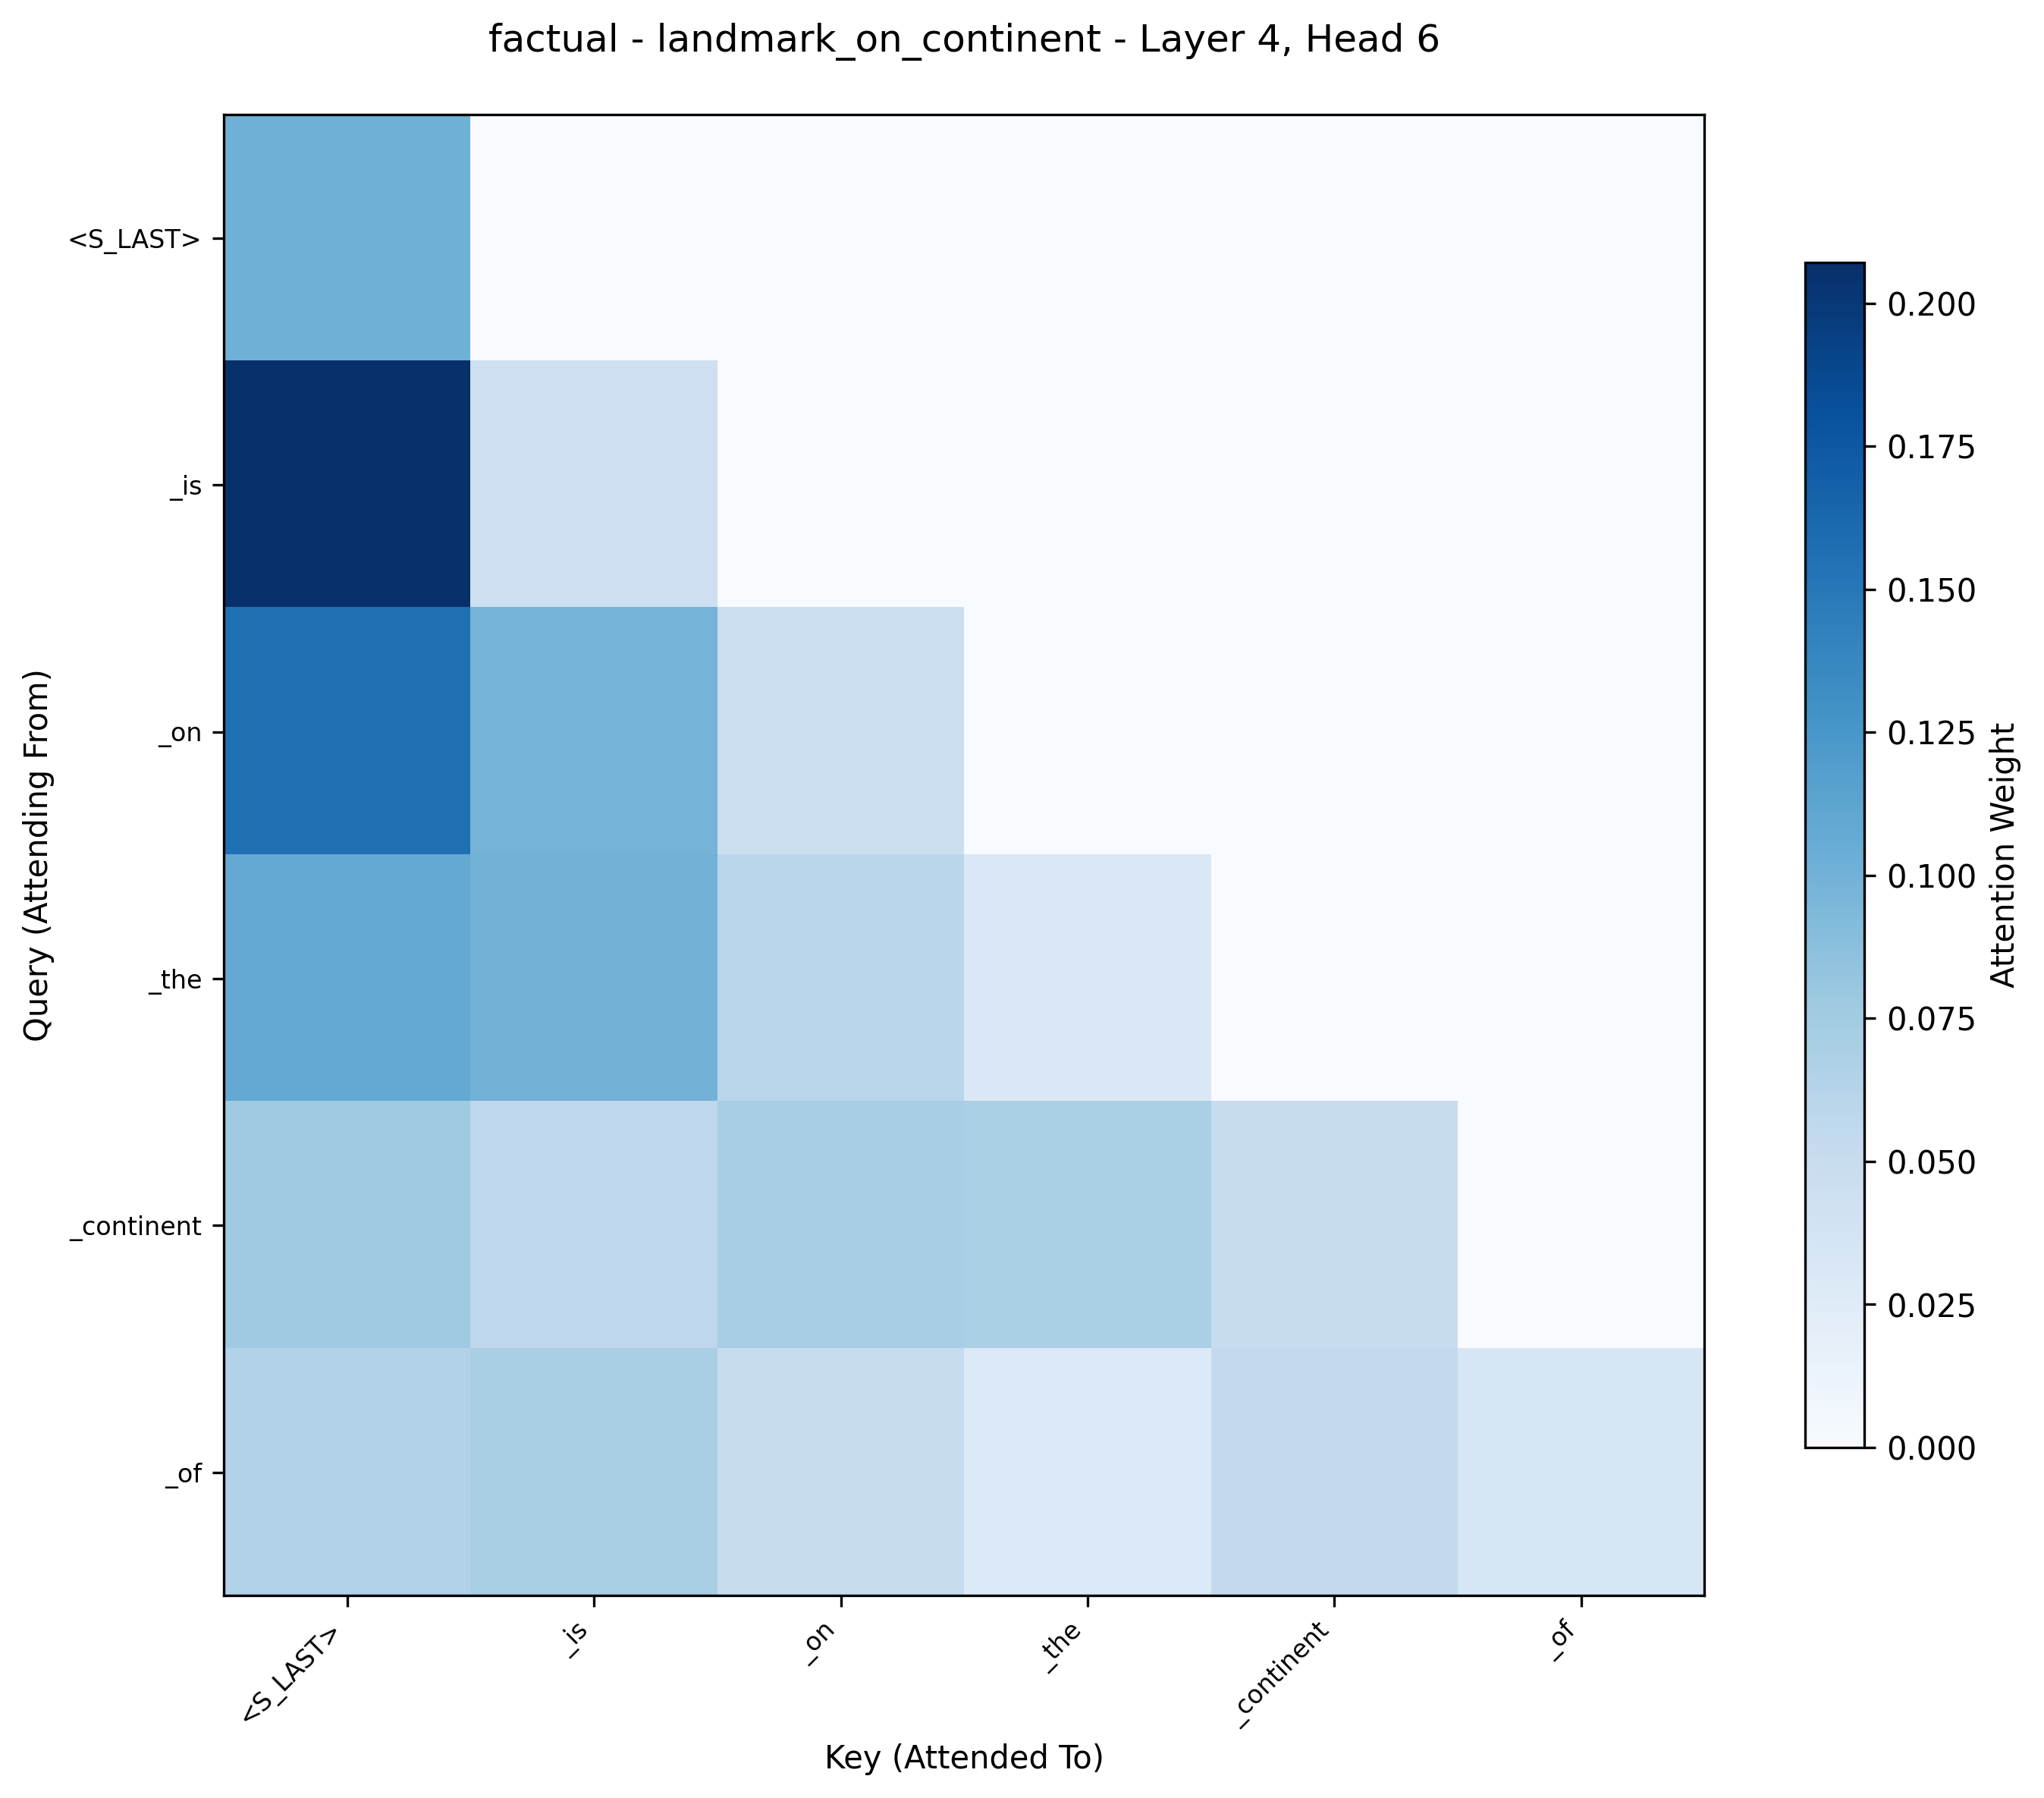 factual - landmark_on_continent - Layer 4, Head 6
Query (Attending From)
<S_LAST>
_is
_on
_the
_continent
_of
<S_LAST>
_is
_on
_the
_continent
_of
Key (Attended To)
0.200
0.175
0.150
0.125
0.100
0.075
0.050
0.025
0.000
Attention Weight